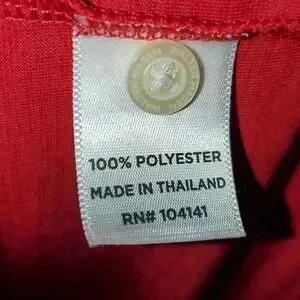 100% POLYESTER
MADE IN THAILAND
RN# 104141